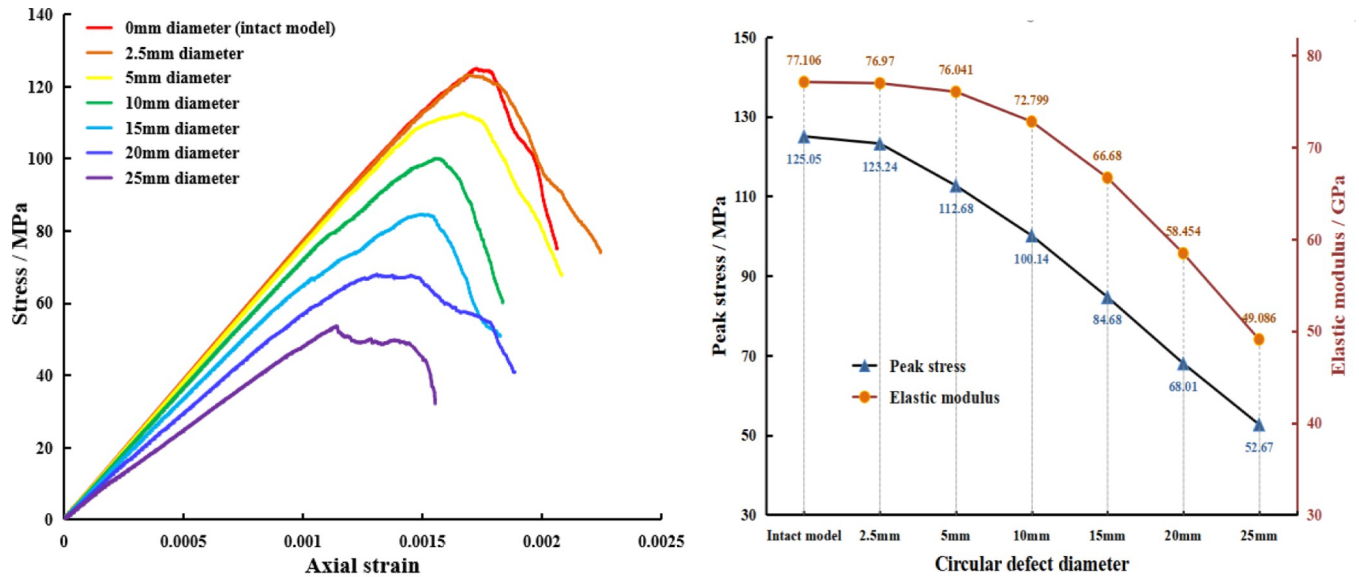 140
120
100
80
60
40
20
0
Stress / MPa
0mm diameter (intact model)
2.5mm diameter
5mm diameter
10mm diameter
15mm diameter
20mm diameter
25mm diameter
0
0.0005
0.001
0.0015
0.002
0.0025
Axial strain
150
130
110
90
70
50
30
Peak stress / MPa
77.106
76.97
76.041
72.799
66.68
58.454
49.086
125.05
123.24
112.68
100.14
84.68
68.01
52.67
Peak stress
Elastic modulus
80
70
60
50
40
30
Elastic modulus / GPa
Intact model
2.5mm
5mm
10mm
15mm
20mm
25mm
Circular defect diameter